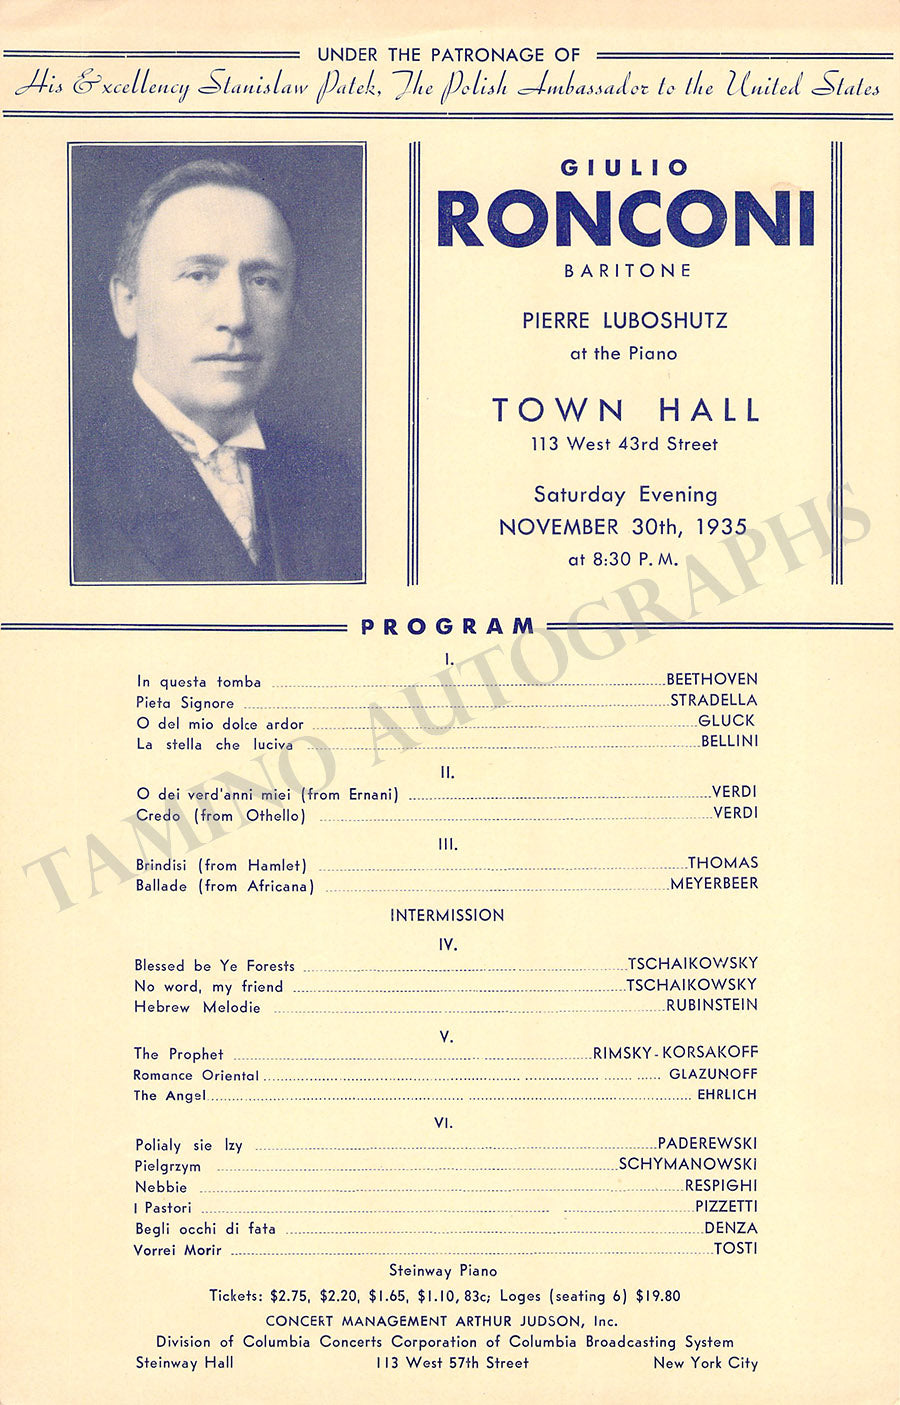 UNDER THE PATRONAGE OF
His Excellency Stanislaw Patek, The Polish Ambassador to the United States
GIULIO
RONCONI
BARITONE
PIERRE LUBOSHUTZ
at the Piano
TOWN HALL
113 West 43rd Street
Saturday Evening
NOVEMBER 30th, 1935
at 8:30 P. M.
PROGRAM
I.
In questa tomba BEETHOVEN
Pieta Signore STRADELLA
O del mio dolce ardor GLUCK
La stella che luciva BELLINI
II.
O dei verd'anni miei (from Ernani) VERDI
Credo (from Othello) VERDI
III.
Brindisi (from Hamlet) THOMAS
Ballade (from Africana) MEYERBEER
INTERMISSION
IV.
Blessed be Ye Forests TSCHAIKOWSKY
No word, my friend TSCHAIKOWSKY
Hebrew Melodie RUBINSTEIN
V.
The Prophet RIMSKY-KORSAKOFF
Romance Oriental GLAZUNOFF
The Angel EHRLICH
VI.
Polialy sie lzy PADEREWSKI
Pielgrzym SCHYMANOWSKI
Nebbie RESPIGHI
I Pastori PIZZETTI
Begli occhi di fata DENZA
Vorrei Morir TOSTI
Steinway Piano
Tickets: $2.75, $2.20, $1.65, $1.10, 83c; Loges (seating 6) $19.80
CONCERT MANAGEMENT ARTHUR JUDSON, Inc.
Division of Columbia Concerts Corporation of Columbia Broadcasting System
Steinway Hall 113 West 57th Street New York City
TAMINO AUTOGRAPHS